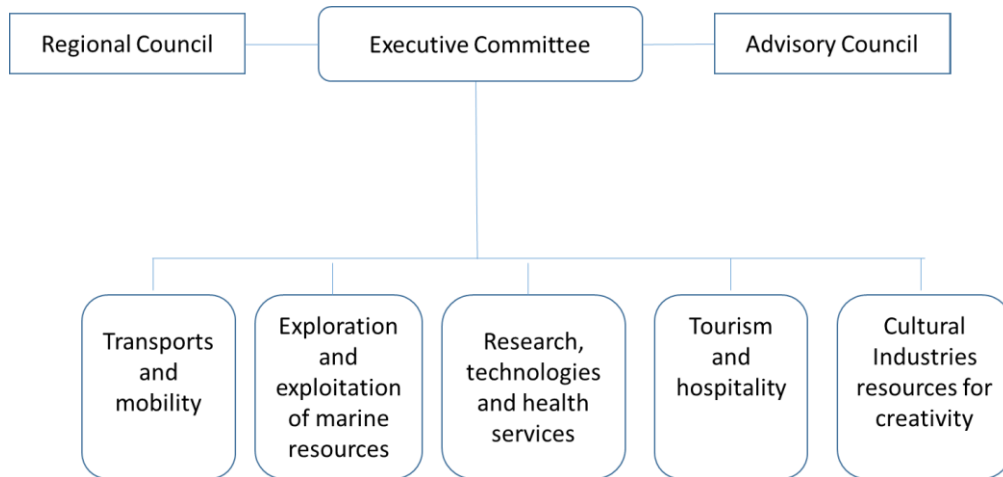 Regional Council
Executive Committee
Advisory Council
Transports
and
mobility
Exploration
and
exploitation
of marine
resources
Research,
technologies
and health
services
Tourism
and
hospitality
Cultural
Industries
resources for
creativity